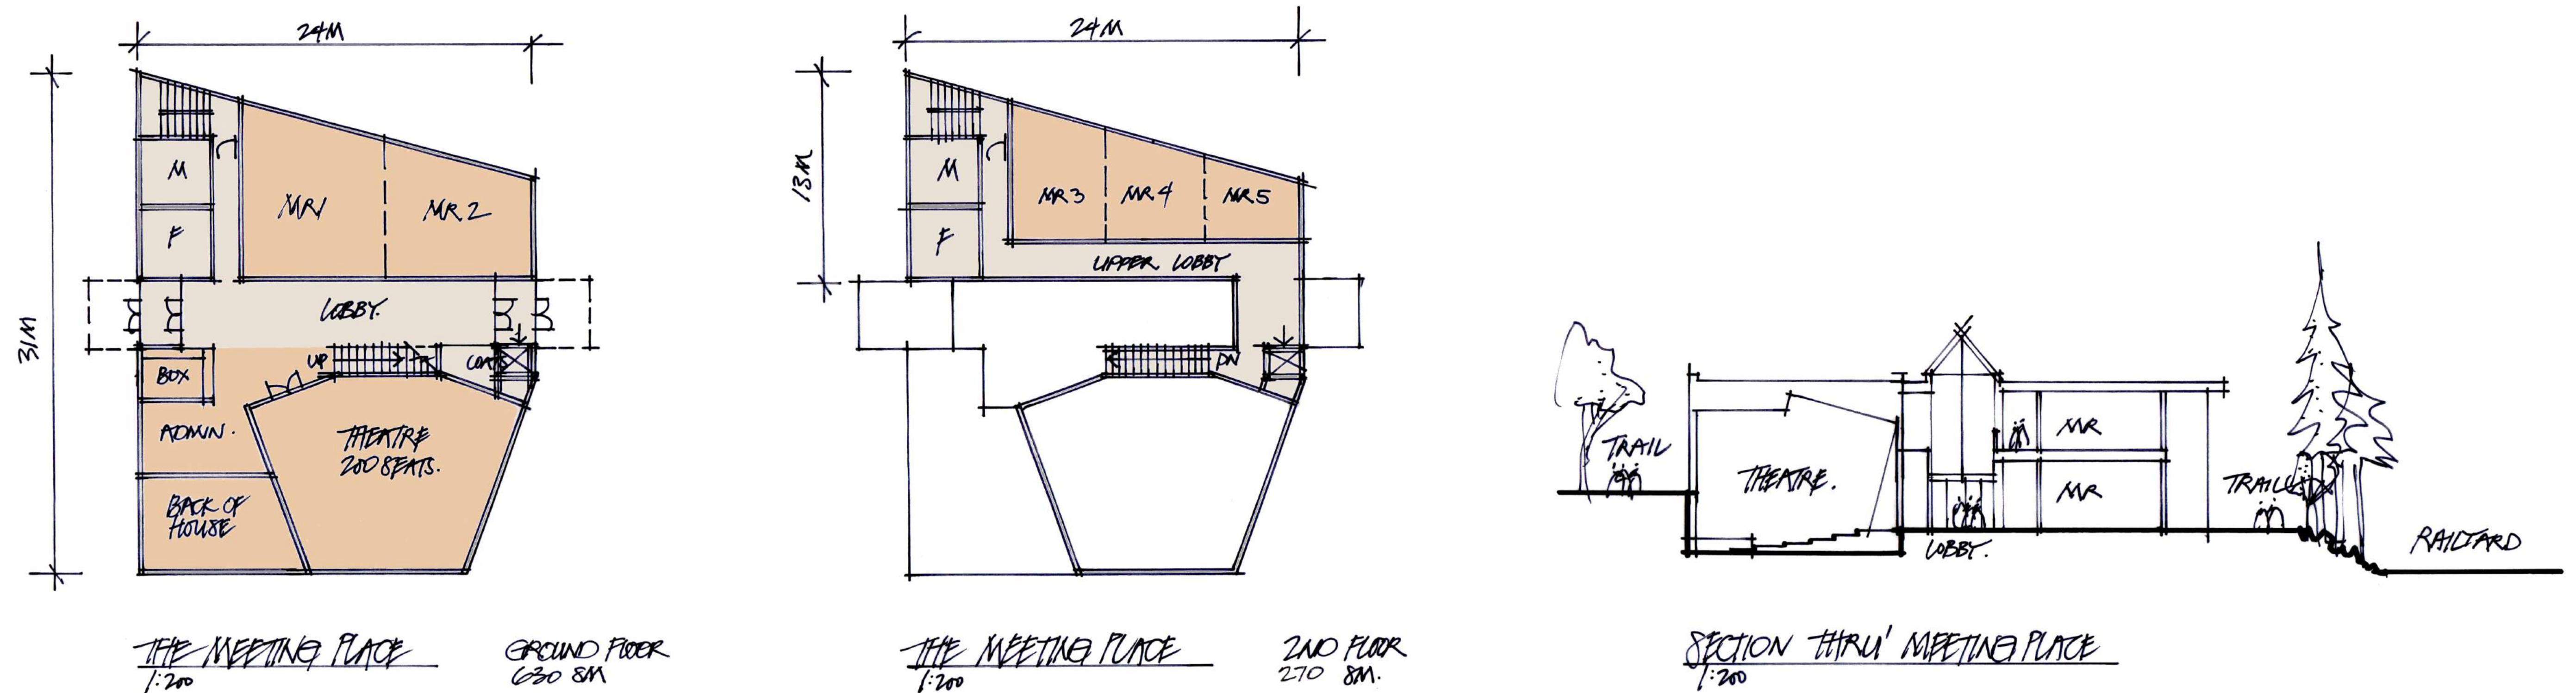 24M
31M
M
F
MR1
MR2
LOBBY.
UP
COATS
BOX
ADMIN.
THEATRE
200 SEATS.
BACK OF
HOUSE
THE MEETING PLACE
1:200
GROUND FLOOR
630 SM
24M
13M
M
F
MR3
MR4
MR5
UPPER LOBBY
DN
THE MEETING PLACE
1:200
2ND FLOOR
270 SM.
TRAIL
THEATRE.
MR
MR
LOBBY.
TRAIL
RAILYARD
SECTION THRU' MEETING PLACE
1:200